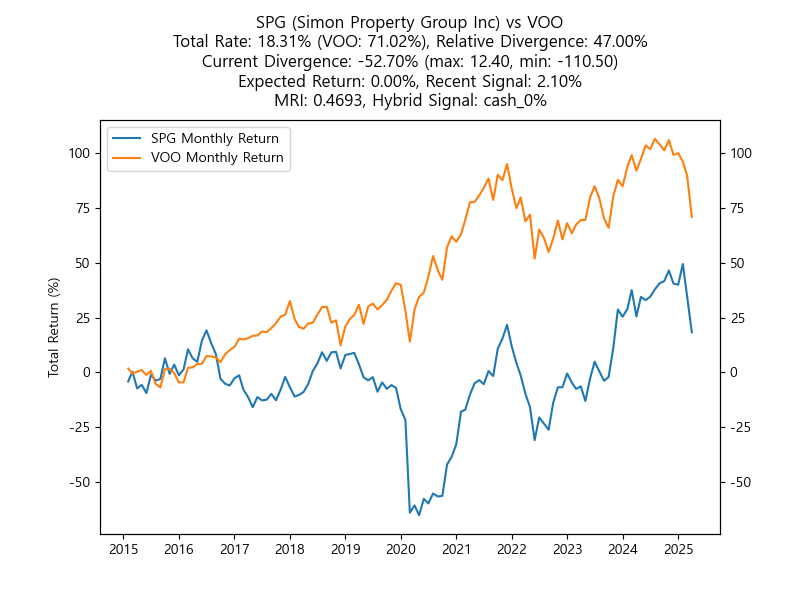 SPG (Simon Property Group Inc) vs VOO
Total Rate: 18.31% (VOO: 71.02%), Relative Divergence: 47.00%
Current Divergence: -52.70% (max: 12.40, min: -110.50)
Expected Return: 0.00%, Recent Signal: 2.10%
MRI: 0.4693, Hybrid Signal: cash_0%
SPG Monthly Return
VOO Monthly Return
Total Return (%)
100
75
50
25
0
-25
-50
100
75
50
25
0
-25
-50
2015 2016 2017 2018 2019 2020 2021 2022 2023 2024 2025